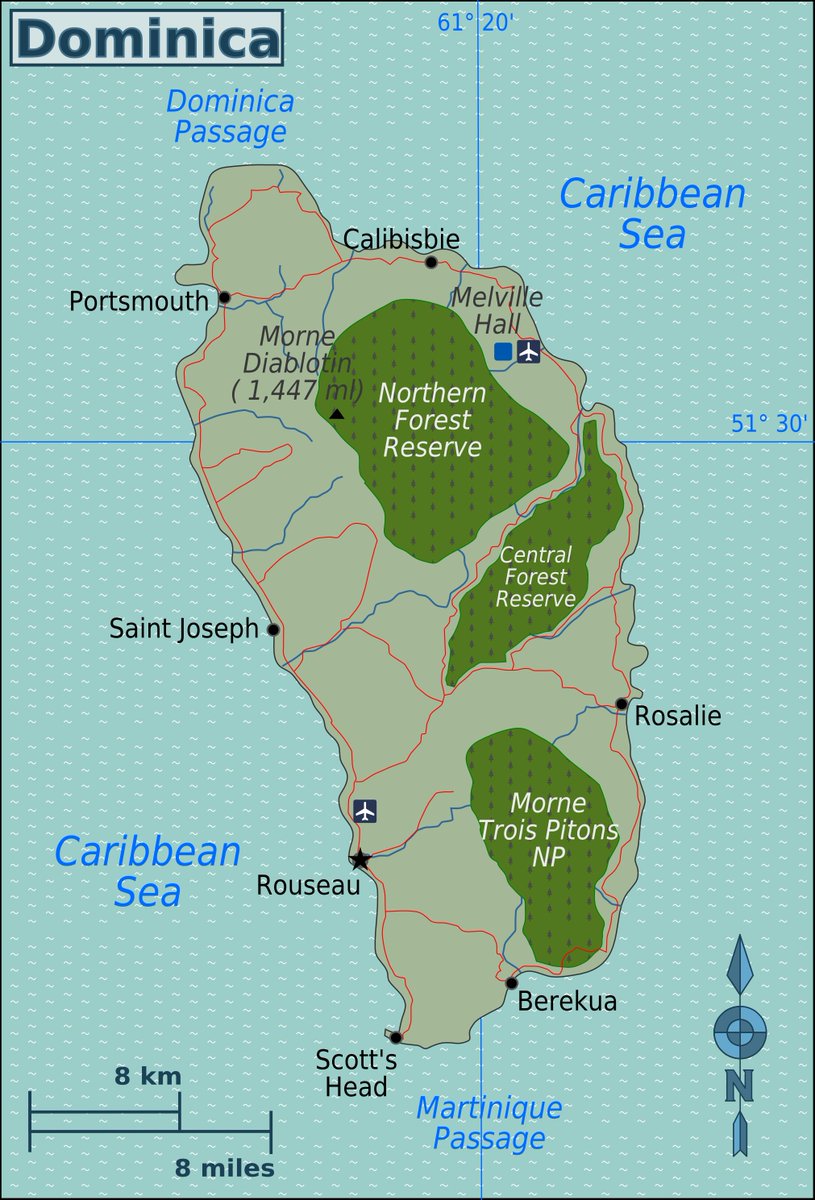 Dominica
61° 20'
Dominica
Passage
Caribbean
Sea
Calibisbie
Portsmouth
Melville
Hall
Morne
Diablotin
( 1,447 ml)
Northern
Forest
Reserve
51° 30'
Central
Forest
Reserve
Saint Joseph
Rosalie
Morne
Trois Pitons
NP
Caribbean
Sea
Rouseau
Berekua
Scott's
Head
8 km
8 miles
Martinique
Passage
N